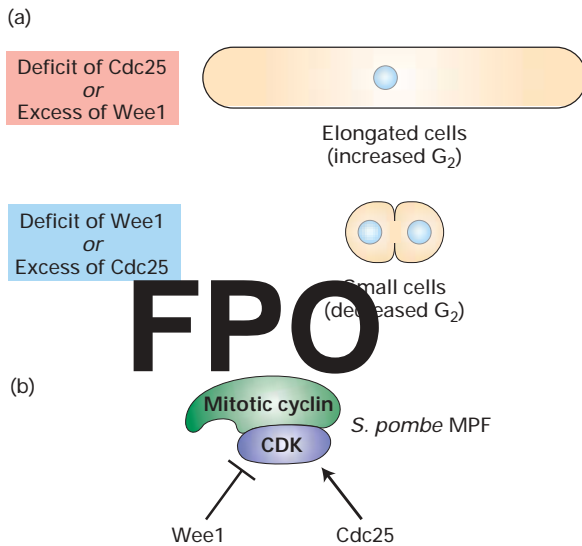 (a)
Deficit of Cdc25
or
Excess of Wee1
Elongated cells
(increased G₂)
Deficit of Wee1
or
Excess of Cdc25
Small cells
(decreased G₂)
FPO
(b)
Mitotic cyclin
CDK
S. pombe MPF
Wee1
Cdc25